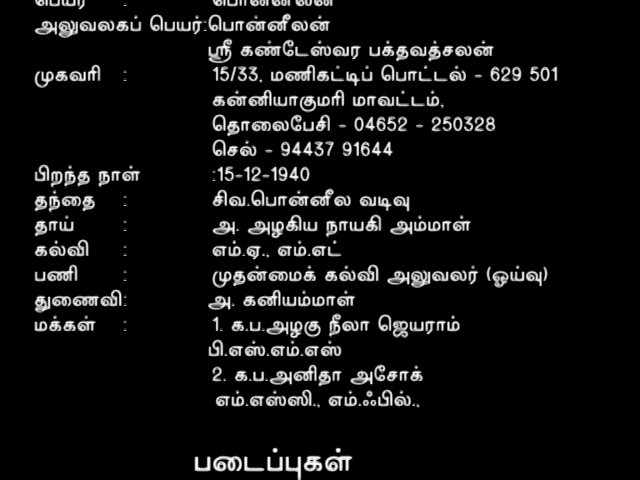 பெயர் : பொன்னீலன்
அலுவலகப் பெயர்:பொன்னீலன்
ஸ்ரீ கண்டேஸ்வர பக்தவத்சலன்
முகவரி : 15/33, மணிகட்டிப் பொட்டல் - 629 501
கன்னியாகுமரி மாவட்டம்,
தொலைபேசி - 04652 - 250328
செல் - 94437 91644
பிறந்த நாள் :15-12-1940
தந்தை : சிவ.பொன்னீல வடிவு
தாய் : அ. அழகிய நாயகி அம்மாள்
கல்வி : எம்.ஏ., எம்.எட்
பணி : முதன்மைக் கல்வி அலுவலர் (ஓய்வு)
துணைவி: அ. கனியம்மாள்
மக்கள் : 1. க.ப.அழகு நீலா ஜெயராம்
பி.எஸ்.எம்.எஸ்
2. க.ப.அனிதா அசோக்
எம்.எஸ்ஸி., எம்.ஃபில்.,
படைப்புகள்